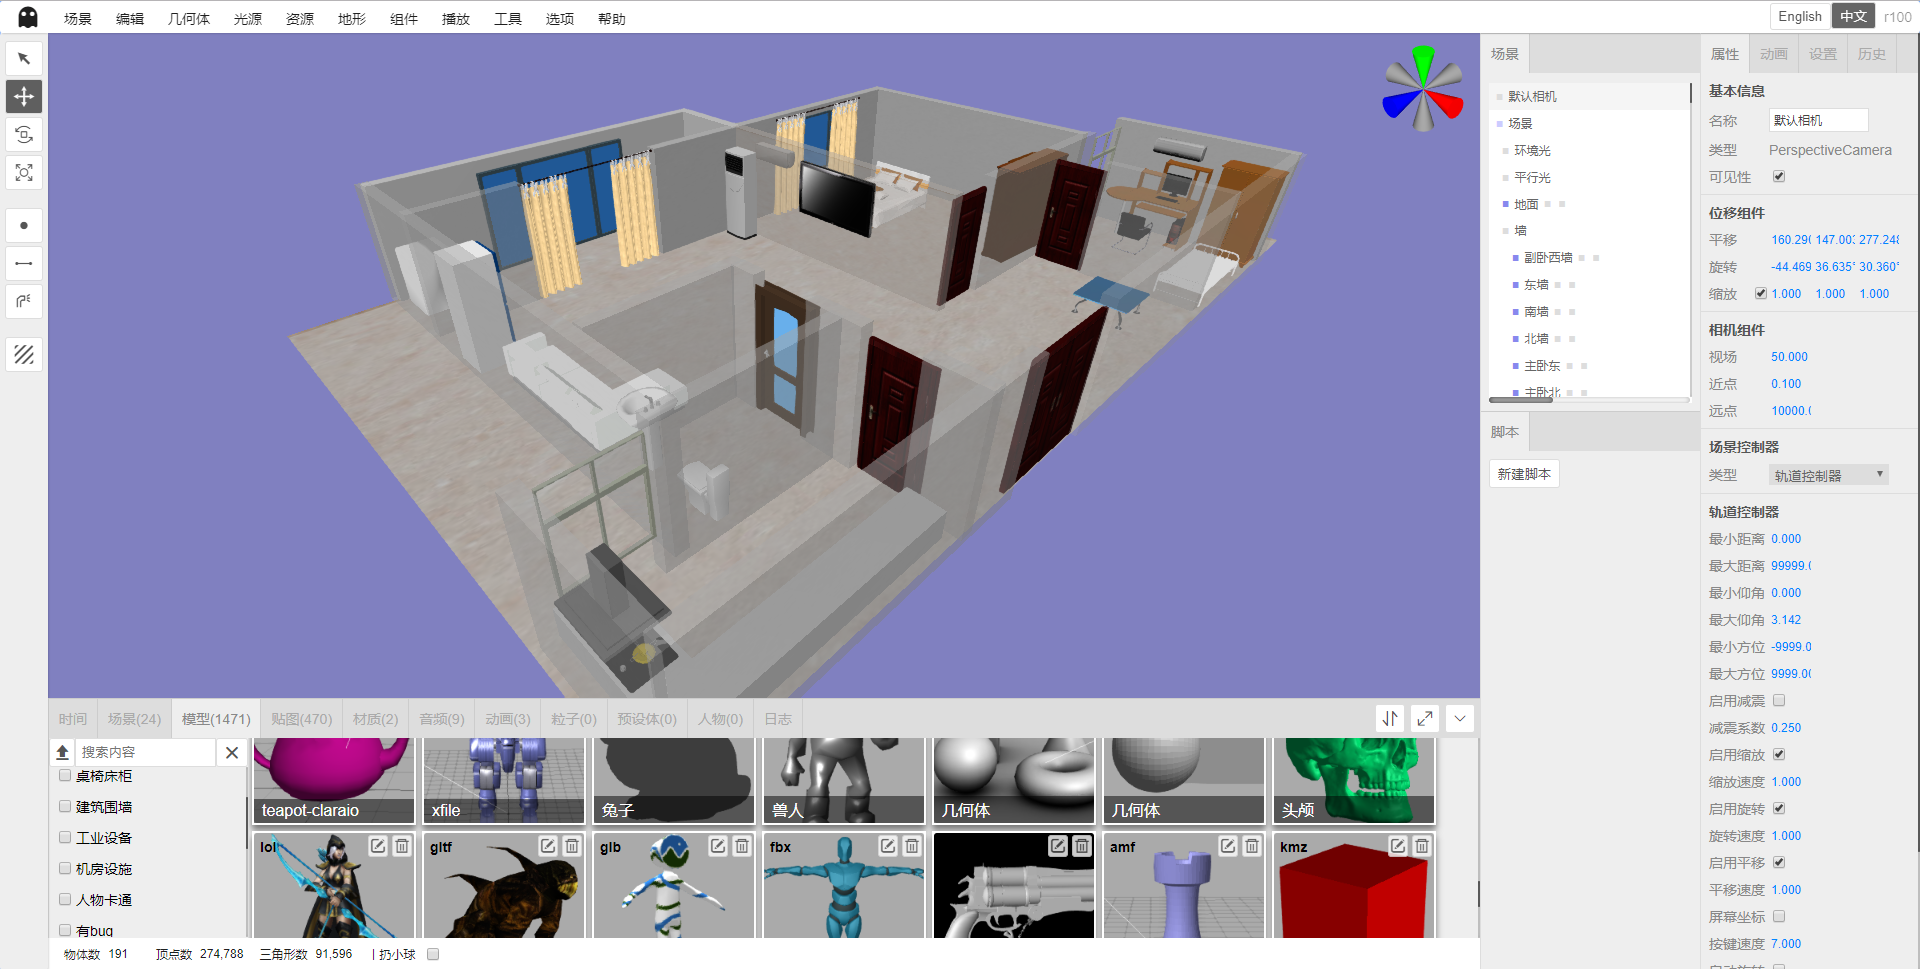 场景 编辑 几何体 光源 资源 地形 组件 播放 工具 选项 帮助 English 中文 r100
场景
默认相机
场景
环境光
平行光
地面
墙
副卧西墙
东墙
南墙
北墙
主卧东
主卧北
脚本
新建脚本
属性 动画 设置 历史
基本信息
名称 默认相机
类型 PerspectiveCamera
可见性
位移组件
平移 160.290 147.003 277.248
旋转 -44.469 36.635° 30.360°
缩放 1.000 1.000 1.000
相机组件
视场 50.000
近点 0.100
远点 10000.0
场景控制器
类型 轨道控制器
轨道控制器
最小距离 0.000
最大距离 99999.0
最小仰角 0.000
最大仰角 3.142
最小方位 -9999.0
最大方位 9999.00
启用减震
减震系数 0.250
启用缩放
缩放速度 1.000
启用旋转
旋转速度 1.000
启用平移
平移速度 1.000
屏幕坐标
按键速度 7.000
自动旋转
时间 场景(24) 模型(1471) 贴图(470) 材质(2) 音频(9) 动画(3) 粒子(0) 预设体(0) 人物(0) 日志
搜索内容
桌椅床柜
建筑围墙
工业设备
机房设施
人物卡通
有bug
teapot-claraio xfile 兔子 兽人 几何体 几何体 头颅
lol gltf glb fbx amf kmz
物体数 191 顶点数 274,788 三角形数 91,596 | 扔小球